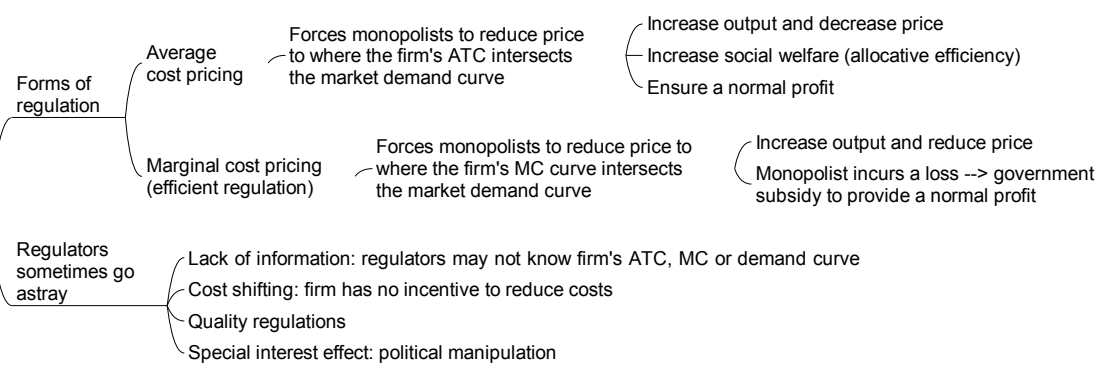 Forms of
regulation
Average
cost pricing
Forces monopolists to reduce price
to where the firm's ATC intersects
the market demand curve
Increase output and decrease price
Increase social welfare (allocative efficiency)
Ensure a normal profit
Marginal cost pricing
(efficient regulation)
Forces monopolists to reduce price to
where the firm's MC curve intersects
the market demand curve
Increase output and reduce price
Monopolist incurs a loss --> government
subsidy to provide a normal profit
Regulators
sometimes go
astray
Lack of information: regulators may not know firm's ATC, MC or demand curve
Cost shifting: firm has no incentive to reduce costs
Quality regulations
Special interest effect: political manipulation